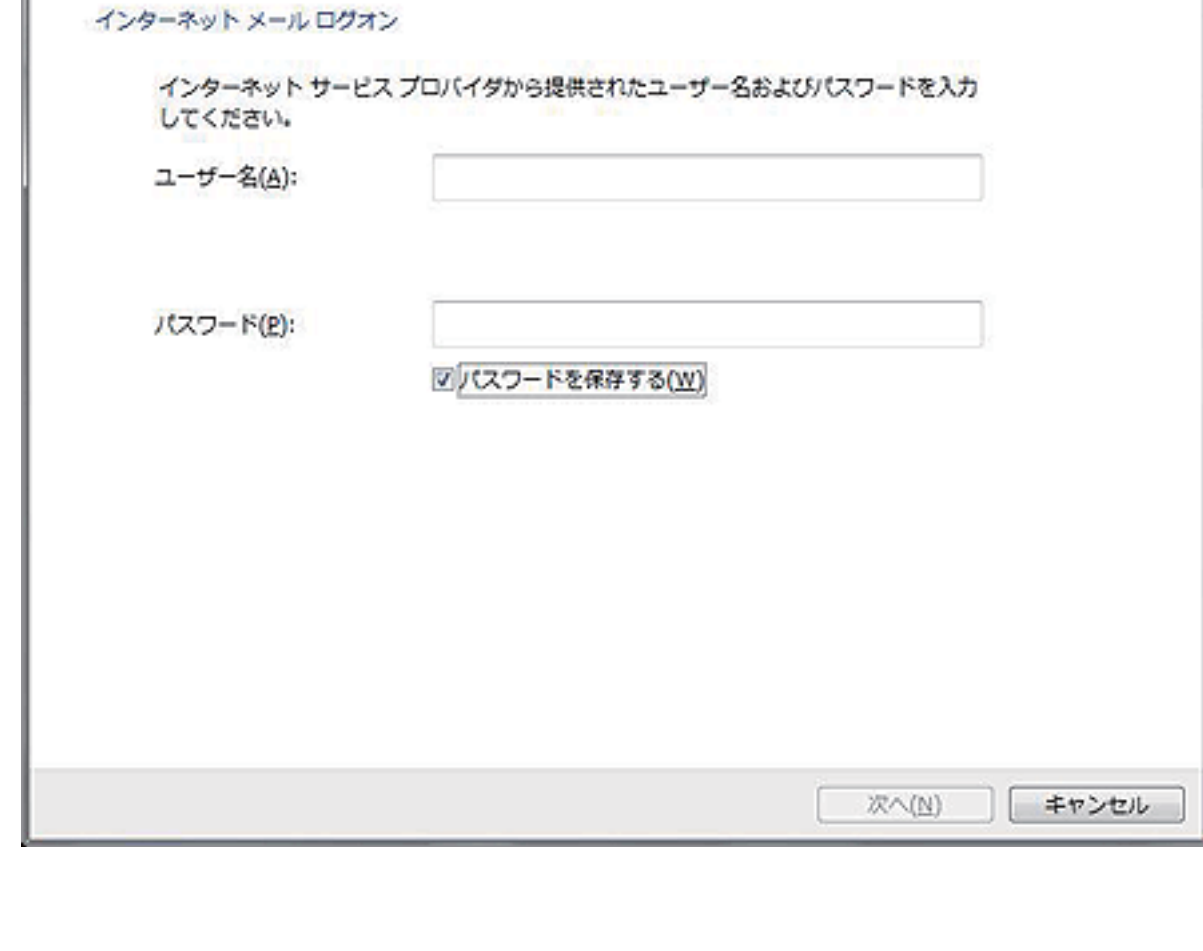 インターネット メール ログオン
インターネット サービス プロバイダから提供されたユーザー名およびパスワードを入力
してください。
ユーザー名(A):
パスワード(P):
パスワードを保存する(W)
次へ(N)
キャンセル